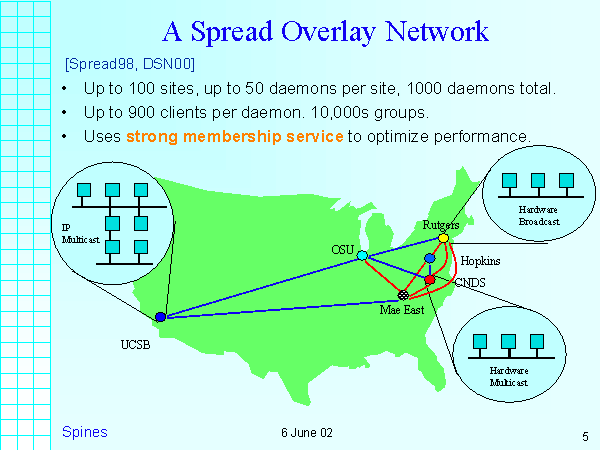 A Spread Overlay Network
[Spread98, DSN00]
• Up to 100 sites, up to 50 daemons per site, 1000 daemons total.
• Up to 900 clients per daemon. 10,000s groups.
• Uses strong membership service to optimize performance.
IP
Multicast
Hardware
Broadcast
Rutgers
OSU
Hopkins
CNDS
Mae East
UCSB
Hardware
Multicast
Spines
6 June 02
5